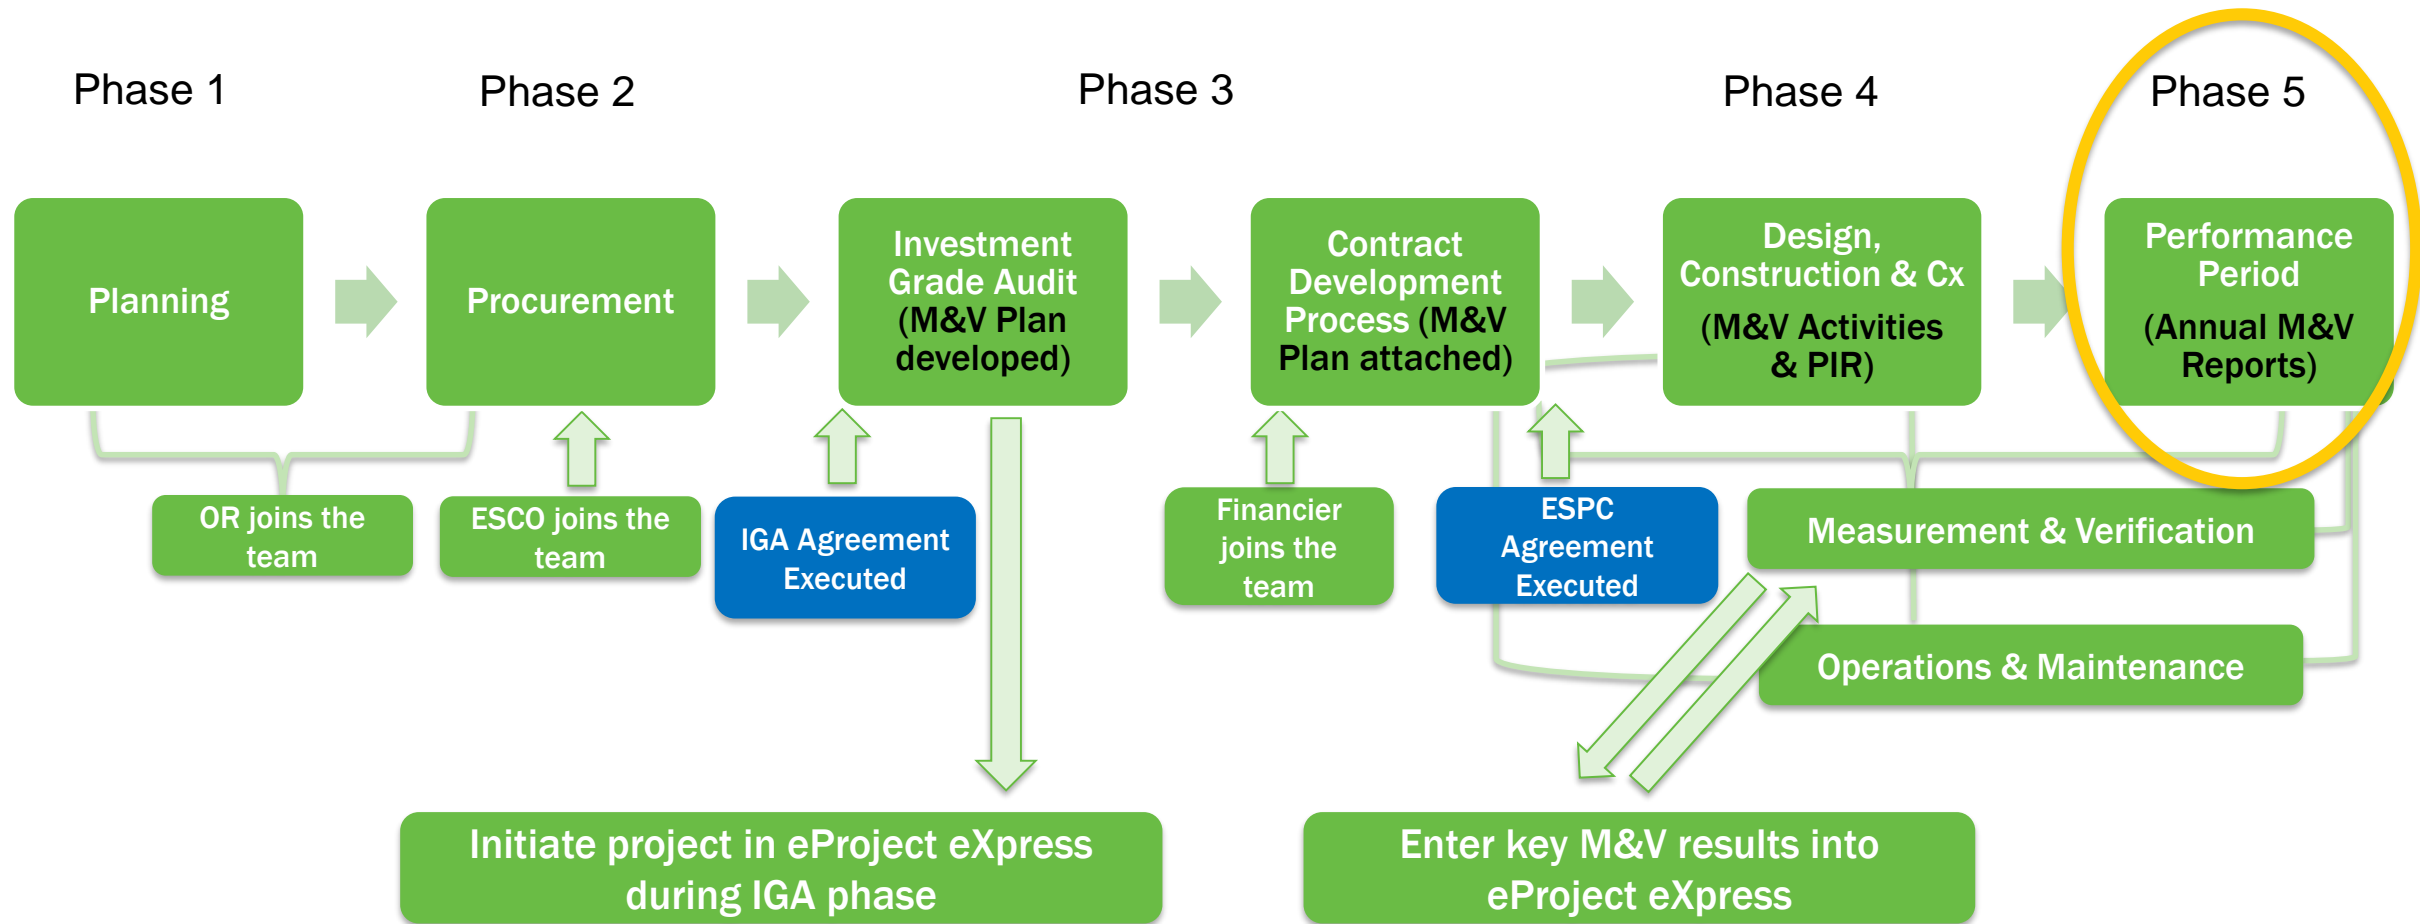 Phase 1
Phase 2
Phase 3
Phase 4
Phase 5
Planning
Procurement
Investment
Grade Audit
(M&V Plan
developed)
Contract
Development
Process (M&V
Plan attached)
Design,
Construction & Cx
(M&V Activities
& PIR)
Performance
Period
(Annual M&V
Reports)
OR joins the
team
ESCO joins the
team
IGA Agreement
Executed
Financier
joins the
team
ESPC
Agreement
Executed
Measurement & Verification
Operations & Maintenance
Initiate project in eProject eXpress
during IGA phase
Enter key M&V results into
eProject eXpress